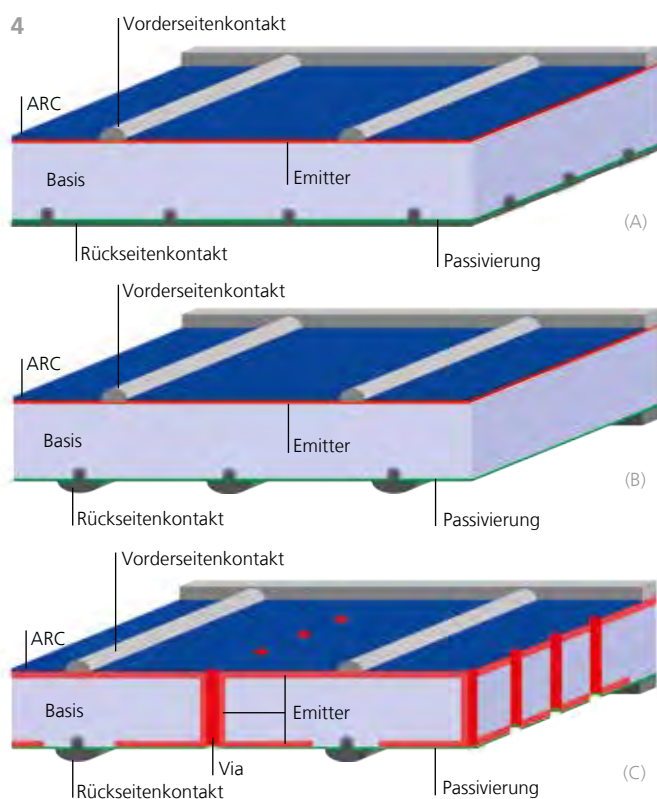 4
Vorderseitenkontakt
ARC
Basis
Emitter
Rückseitenkontakt
Passivierung
(A)
Vorderseitenkontakt
ARC
Basis
Emitter
Rückseitenkontakt
Passivierung
(B)
Vorderseitenkontakt
ARC
Basis
Emitter
Via
Rückseitenkontakt
Passivierung
(C)